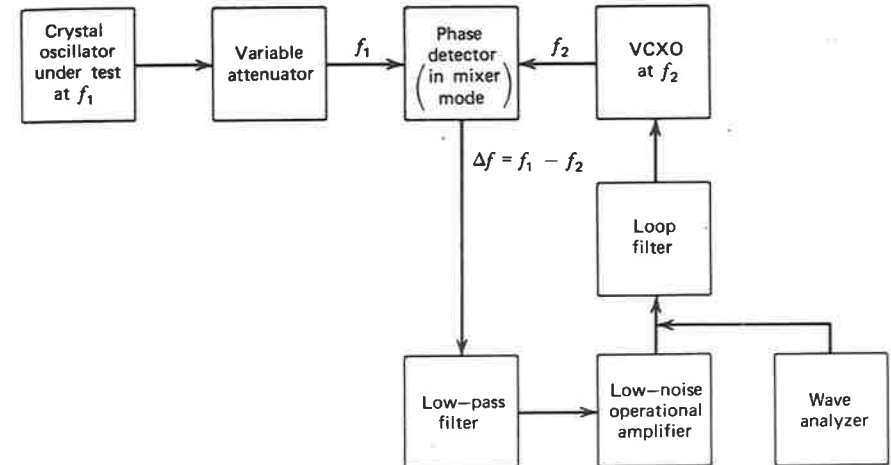 Crystal
oscillator
under test
at f₁
Variable
attenuator
f₁
Phase
detector
(in mixer
mode)
f₂
VCXO
at f₂
Δf = f₁ − f₂
Loop
filter
Low–pass
filter
Low–noise
operational
amplifier
Wave
analyzer